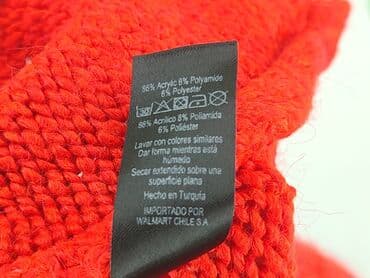 86% Acrylic 8% Polyamide
6% Polyester
86% Acrílico 8% Poliamida
6% Poliéster
Lavar con colores similares
Dar forma mientras está
húmedo
Secar extendido sobre una
superficie plana
Hecho en Turquía
IMPORTADO POR
WALMART CHILE S.A